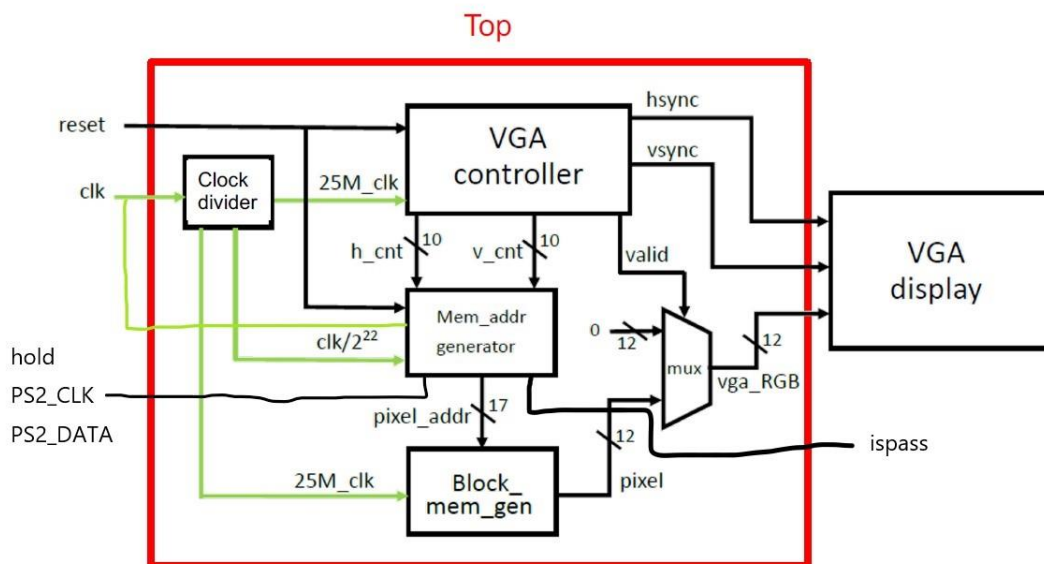 Top
hsync
reset
VGA
controller
vsync
clk
Clock
divider
25M_clk
VGA
display
h_cnt
10
v_cnt
10
valid
Mem_addr
generator
0
12
12
clk/2²²
mux
vga_RGB
hold
PS2_CLK
pixel_addr
17
12
PS2_DATA
ispass
25M_clk
Block_
mem_gen
pixel